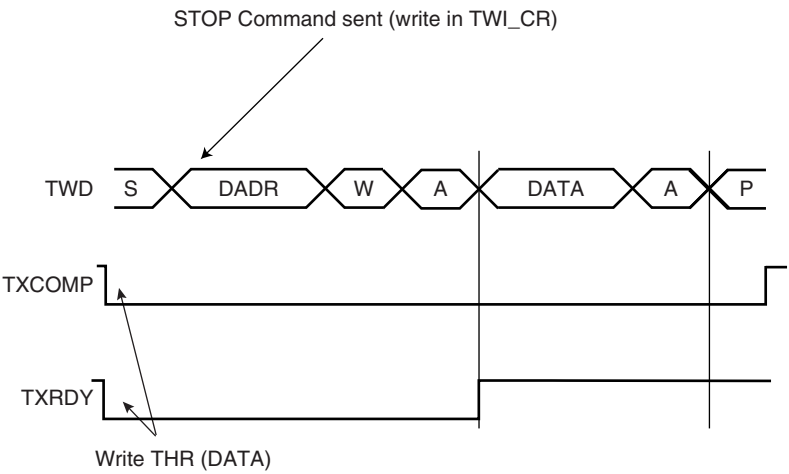 STOP Command sent (write in TWI_CR)
TWD S DADR W A DATA A P
TXCOMP
TXRDY
Write THR (DATA)